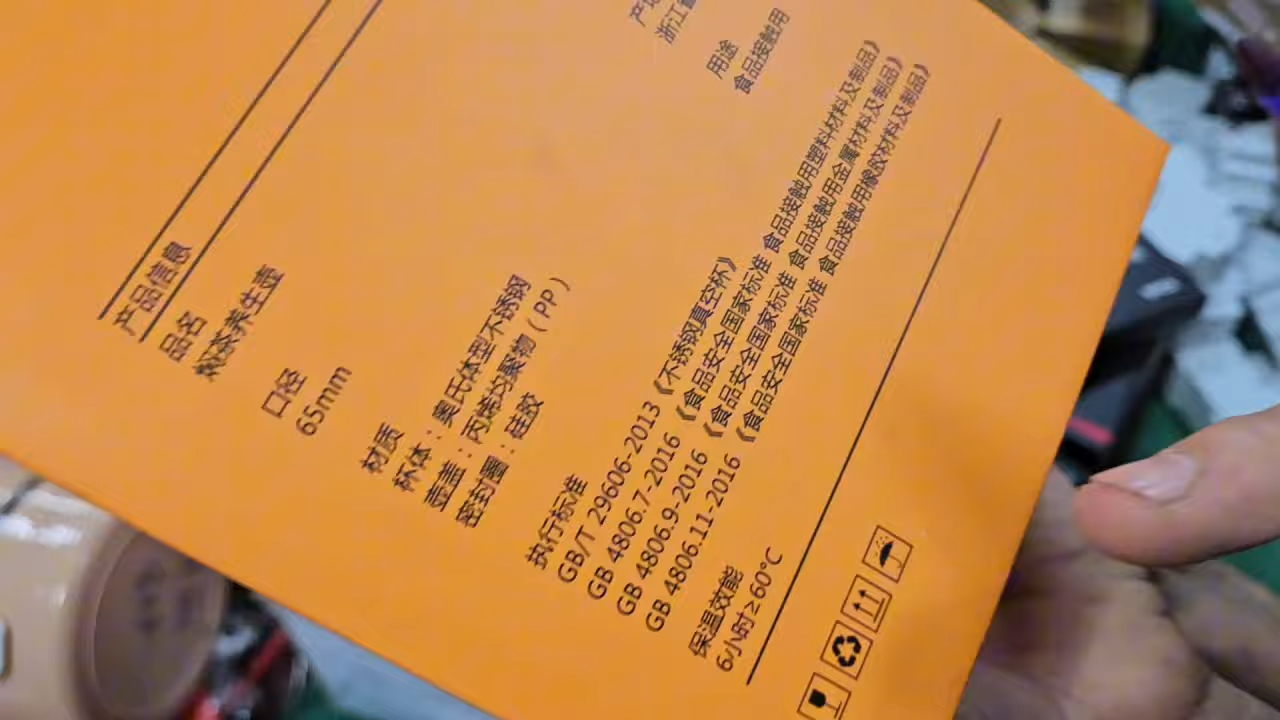 产品信息
品名
焖茶养生壶
口径
65mm
材质
杯体：奥氏体型不锈钢
壶盖：丙烯均聚物（PP）
密封圈：硅胶
执行标准
GB/T 29606-2013《不锈钢真空杯》
GB 4806.7-2016《食品安全国家标准 食品接触用塑料材料及制品》
GB 4806.9-2016《食品安全国家标准 食品接触用金属材料及制品》
GB 4806.11-2016《食品安全国家标准 食品接触用橡胶材料及制品》
保温效能
6小时≥60℃
产地
浙江省
用途
食品接触用